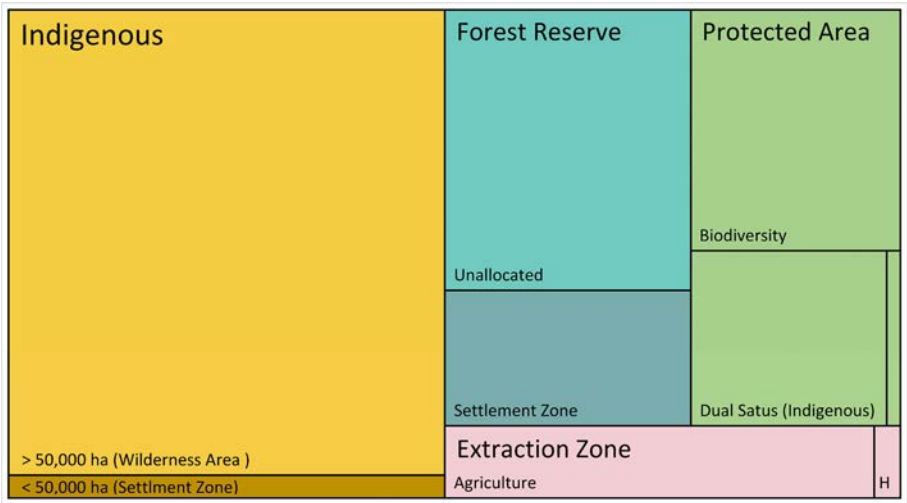 Indigenous
> 50,000 ha (Wilderness Area )
< 50,000 ha (Settlment Zone)
Forest Reserve
Unallocated
Settlement Zone
Protected Area
Biodiversity
Dual Satus (Indigenous)
Extraction Zone
Agriculture
H